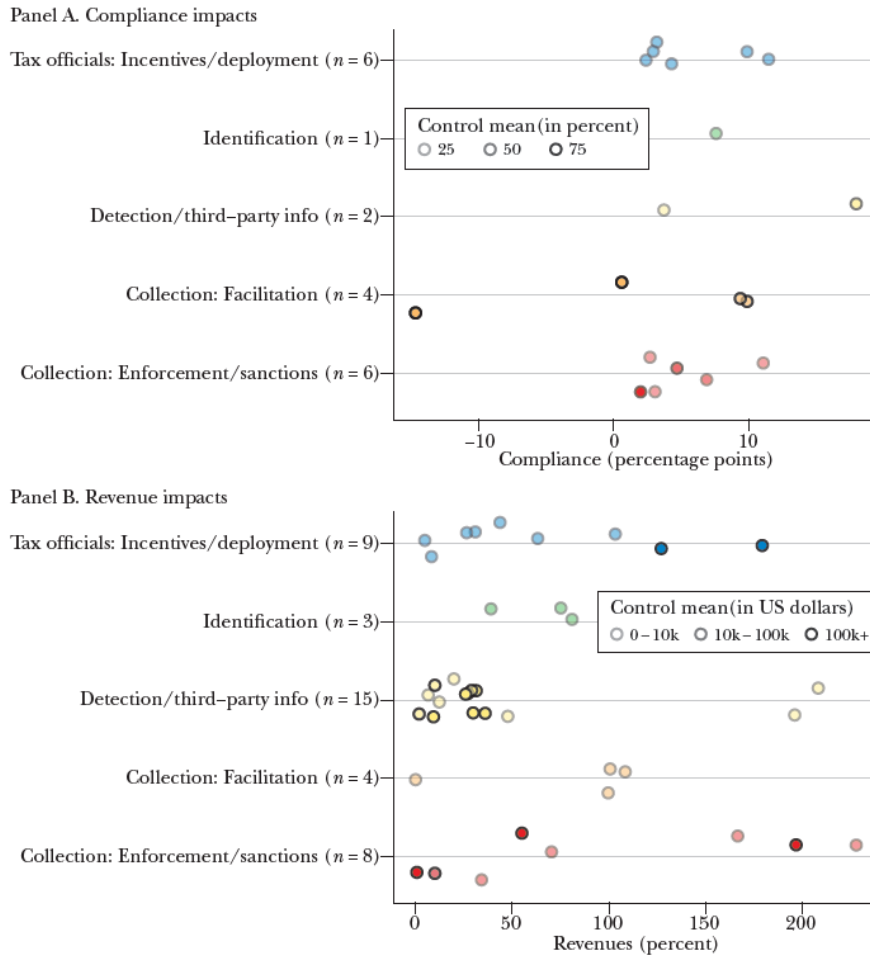 Panel A. Compliance impacts
Tax officials: Incentives/deployment (n = 6)
Identification (n = 1)
Control mean(in percent)
25 50 75
Detection/third–party info (n = 2)
Collection: Facilitation (n = 4)
Collection: Enforcement/sanctions (n = 6)
–10 0 10
Compliance (percentage points)
Panel B. Revenue impacts
Tax officials: Incentives/deployment (n = 9)
Identification (n = 3)
Control mean(in US dollars)
0–10k 10k–100k 100k+
Detection/third–party info (n = 15)
Collection: Facilitation (n = 4)
Collection: Enforcement/sanctions (n = 8)
0 50 100 150 200
Revenues (percent)